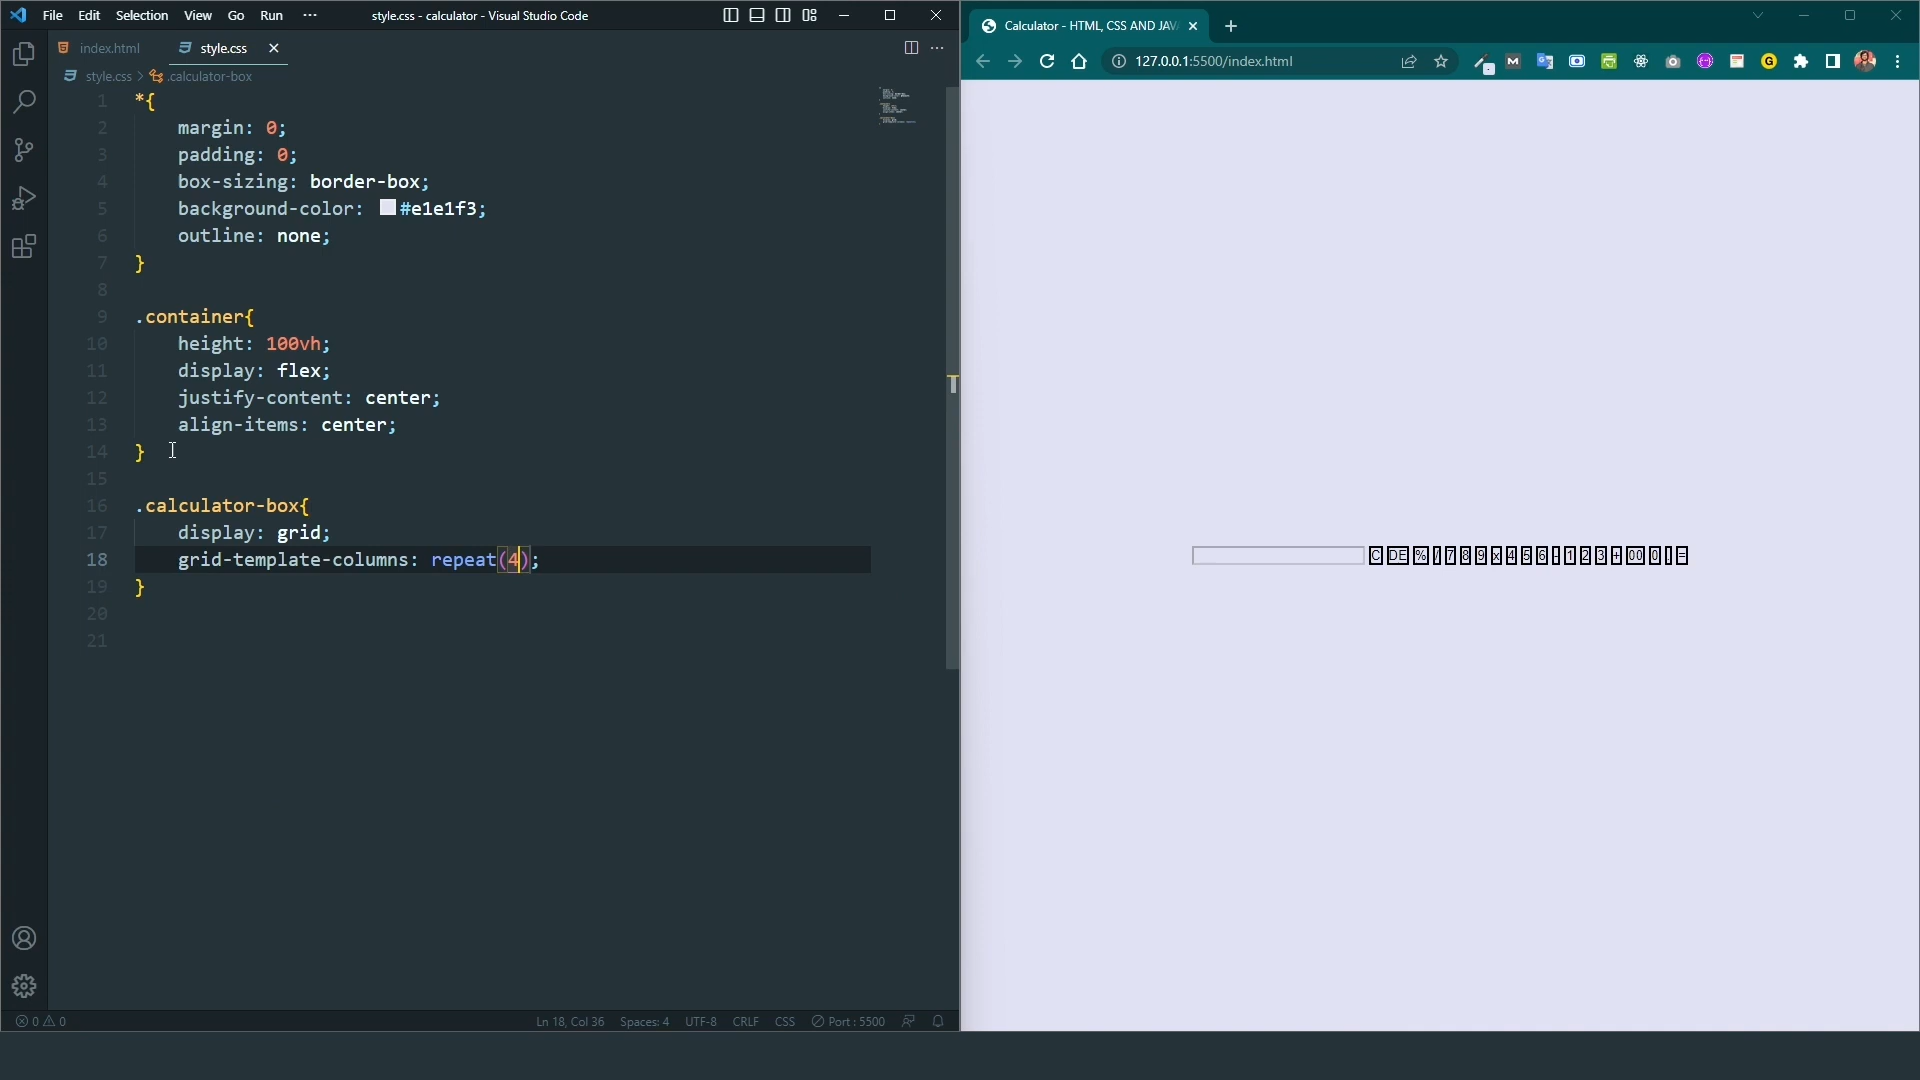 File Edit Selection View Go Run ··· style.css - calculator - Visual Studio Code
index.html style.css
style.css > .calculator-box
1 *{
2 margin: 0;
3 padding: 0;
4 box-sizing: border-box;
5 background-color: #e1e1f3;
6 outline: none;
7 }
8
9 .container{
10 height: 100vh;
11 display: flex;
12 justify-content: center;
13 align-items: center;
14 }
15
16 .calculator-box{
17 display: grid;
18 grid-template-columns: repeat(4);
19 }
20
21
0 0 Ln 18, Col 36 Spaces: 4 UTF-8 CRLF CSS Port : 5500
Calculator - HTML, CSS AND JAV
127.0.0.1:5500/index.html
C DE % / 7 8 9 x 4 5 6 - 1 2 3 + 00 0 . =